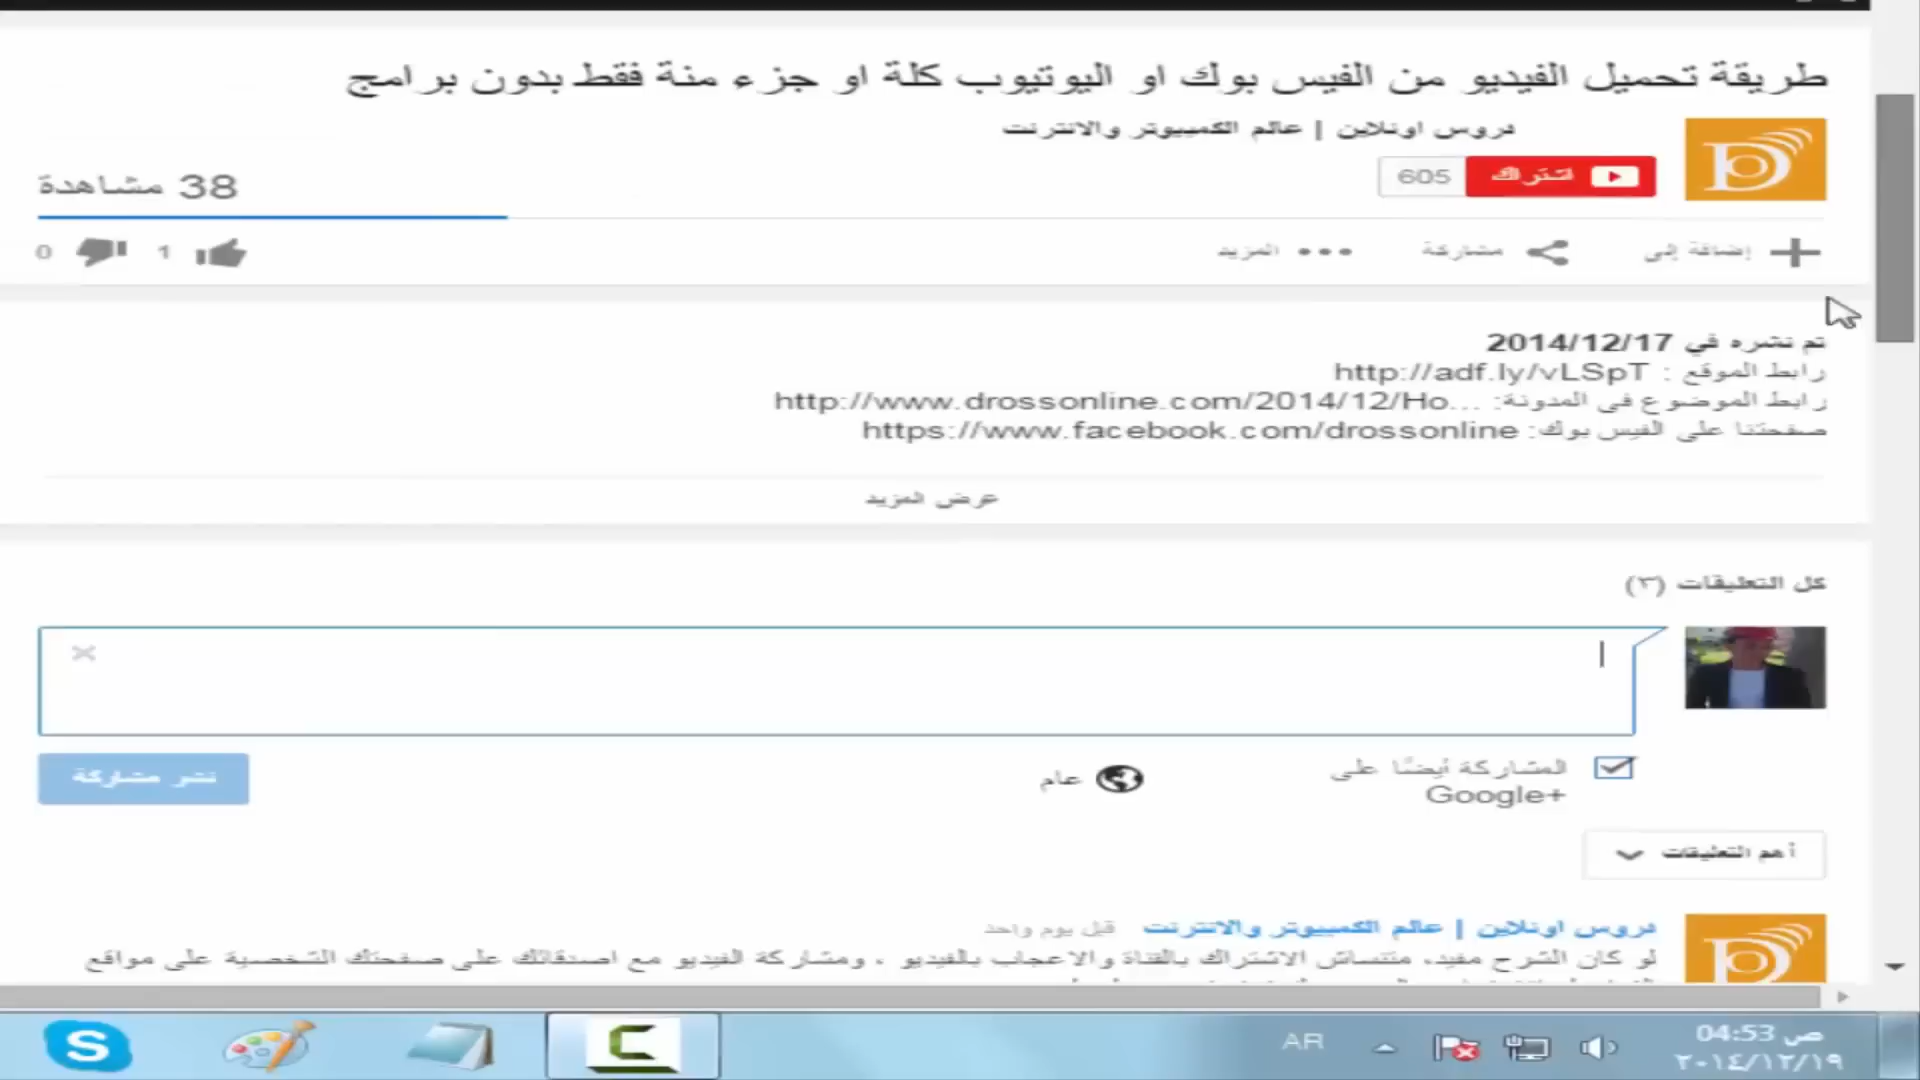 طريقة تحميل الفيديو من الفيس بوك او اليوتيوب كلة او جزء منة فقط بدون برامج
دروس اونلاين | عالم الكمبيوتر والانترنت
اشتراك 605
38 مشاهدة
إضافة إلى مشاركة المزيد 1 0
تم نشره في 2014/12/17
رابط الموقع : http://adf.ly/vLSpT
رابط الموضوع فى المدونة: http://www.drossonline.com/2014/12/Ho...
صفحتنا على الفيس بوك: https://www.facebook.com/drossonline
عرض المزيد
كل التعليقات (٣)
المشاركة أيضًا على
Google+
عام
نشر مشاركة
أهم التعليقات
دروس اونلاين | عالم الكمبيوتر والانترنت قبل يوم واحد
لو كان الشرح مفيد، متنساش الاشتراك بالقناة والاعجاب بالفيديو ، ومشاركة الفيديو مع اصدقائك على صفحتك الشخصية على مواقع
AR
04:53 ص
٢٠١٤/١٢/١٩